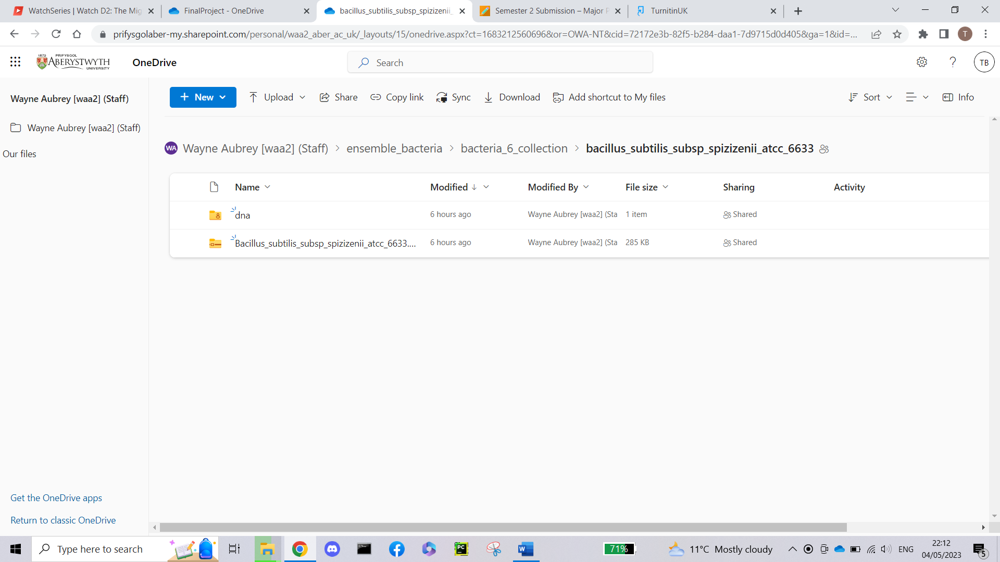 WatchSeries | Watch D2: The Mig
FinalProject - OneDrive
bacillus_subtilis_subsp_spizizenii_
Semester 2 Submission – Major P
TurnitinUK
prifysgolaber-my.sharepoint.com/personal/waa2_aber_ac_uk/_layouts/15/onedrive.aspx?ct=1683212560696&or=OWA-NT&cid=72172e3b-82f5-b284-daa1-7d9715d0d405&ga=1&id=...
T
1872 PRIFYSGOL
ABERYSTWYTH
UNIVERSITY
OneDrive
Search
TB
Wayne Aubrey [waa2] (Staff)
Wayne Aubrey [waa2] (Staff)
Our files
New
Upload
Share
Copy link
Sync
Download
Add shortcut to My files
Sort
Info
WA Wayne Aubrey [waa2] (Staff) > ensemble_bacteria > bacteria_6_collection > bacillus_subtilis_subsp_spizizenii_atcc_6633
Name Modified Modified By File size Sharing Activity
dna 6 hours ago Wayne Aubrey [waa2] (Sta 1 item Shared
Bacillus_subtilis_subsp_spizizenii_atcc_6633.... 6 hours ago Wayne Aubrey [waa2] (Sta 285 KB Shared
Get the OneDrive apps
Return to classic OneDrive
Type here to search
PC
W
71%
11°C Mostly cloudy
ENG
22:12
04/05/2023
5